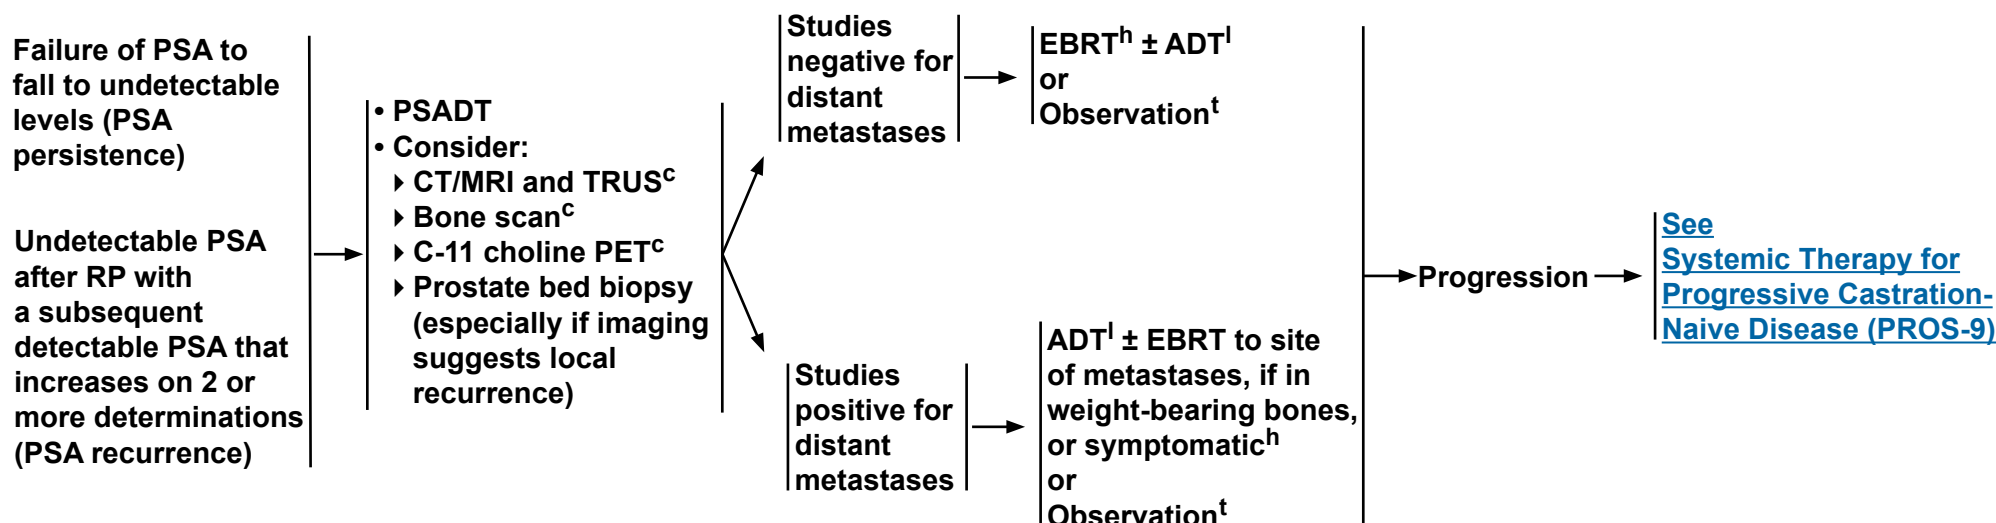 Failure of PSA to
fall to undetectable
levels (PSA
persistence)
Undetectable PSA
after RP with
a subsequent
detectable PSA that
increases on 2 or
more determinations
(PSA recurrence)
• PSADT
• Consider:
▸ CT/MRI and TRUSᶜ
▸ Bone scanᶜ
▸ C-11 choline PETᶜ
▸ Prostate bed biopsy
(especially if imaging
suggests local
recurrence)
Studies
negative for
distant
metastases
EBRTʰ ± ADTˡ
or
Observationᵗ
Studies
positive for
distant
metastases
ADTˡ ± EBRT to site
of metastases, if in
weight-bearing bones,
or symptomaticʰ
or
Observationᵗ
Progression
See
Systemic Therapy for
Progressive Castration-
Naive Disease (PROS-9)